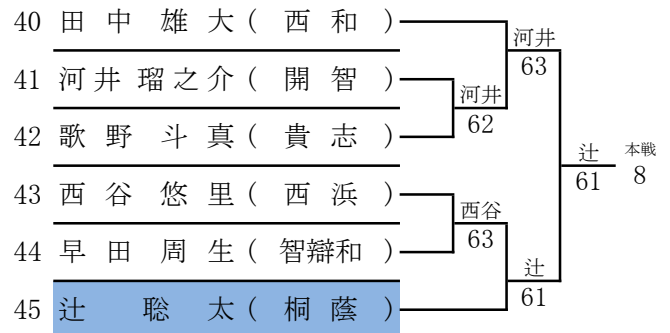 40 田中 雄大 ( 西和 )
河井
63
41 河井 瑠之介 ( 開智 )
河井
62
42 歌野 斗真 ( 貴志 )
辻
61
本戦
8
43 西谷 悠里 ( 西浜 )
西谷
63
44 早田 周生 ( 智辯和 )
辻
61
45 辻 聡太 ( 桐蔭 )